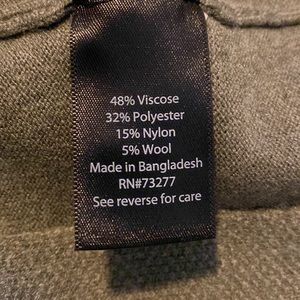 48% Viscose
32% Polyester
15% Nylon
5% Wool
Made in Bangladesh
RN#73277
See reverse for care